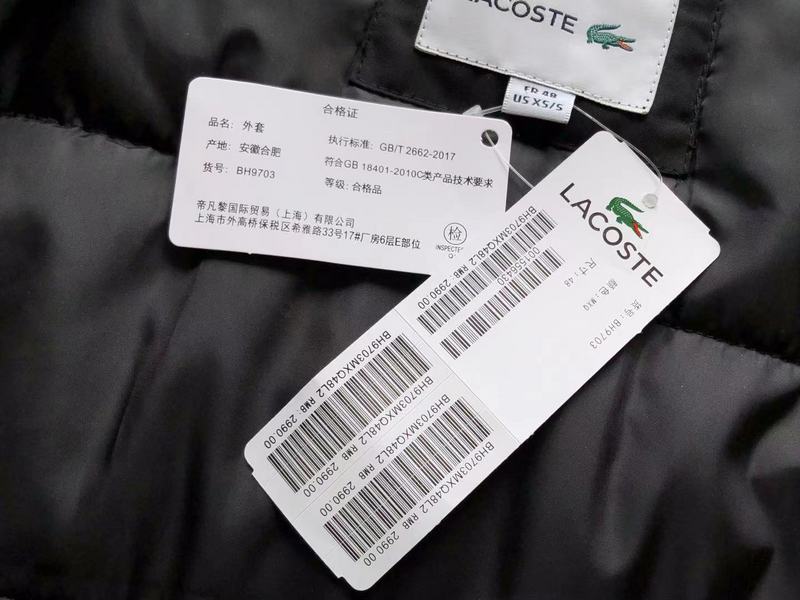 LACOSTE
FR 48
US XS/S
合格证
品名: 外套
产地: 安徽合肥
货号: BH9703
执行标准: GB/T 2662-2017
符合GB 18401-2010C类产品技术要求
等级: 合格品
帝凡黎国际贸易（上海）有限公司
上海市外高桥保税区希雅路33号17#厂房6层E部位
检
INSPECTE
LACOSTE
货号: BH9703
颜色: MXQ
尺寸: 48
001556430
BH9703MXQ48L2 RMB: 2990.00
BH9703MXQ48L2 RMB: 2990.00
BH9703MXQ48L2 RMB 2990.00
BH9703MXQ48L2 RMB 2990.00